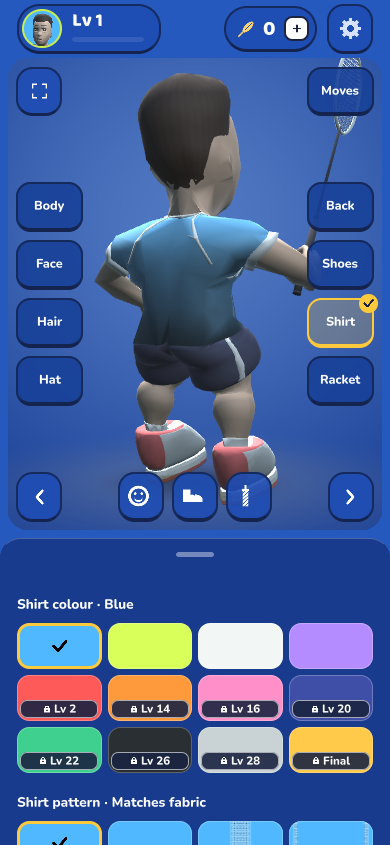 Lv 1
0
+
Moves
Body
Back
Face
Shoes
Hair
Shirt
Hat
Racket
Shirt colour · Blue
Lv 2
Lv 14
Lv 16
Lv 20
Lv 22
Lv 26
Lv 28
Final
Shirt pattern · Matches fabric